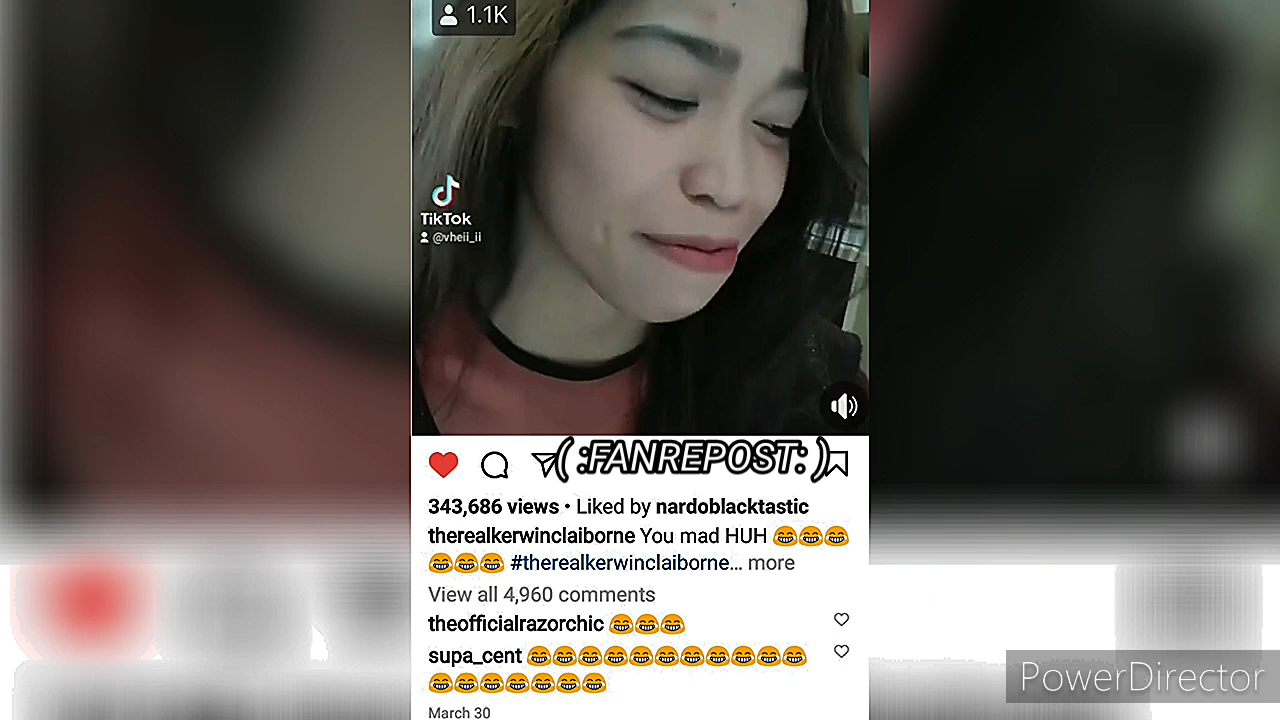 1.1K
TikTok
@vheii_ii
( :FANREPOST: )
343,686 views • Liked by nardoblacktastic
therealkerwinclaiborne You mad HUH 😂😂😂
😂😂😂 #therealkerwinclaiborne... more
View all 4,960 comments
theofficialrazorchic 😂😂😂
supa_cent 😂😂😂😂😂😂😂😂😂😂😂
😂😂😂😂😂😂😂
March 30
PowerDirector